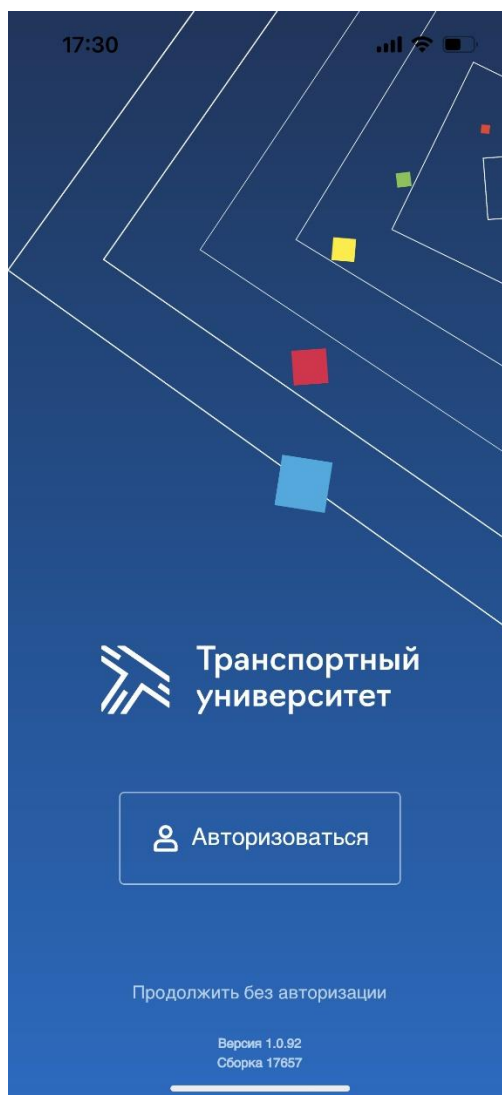 17:30
Транспортный
университет
Авторизоваться
Продолжить без авторизации
Версия 1.0.92
Сборка 17657